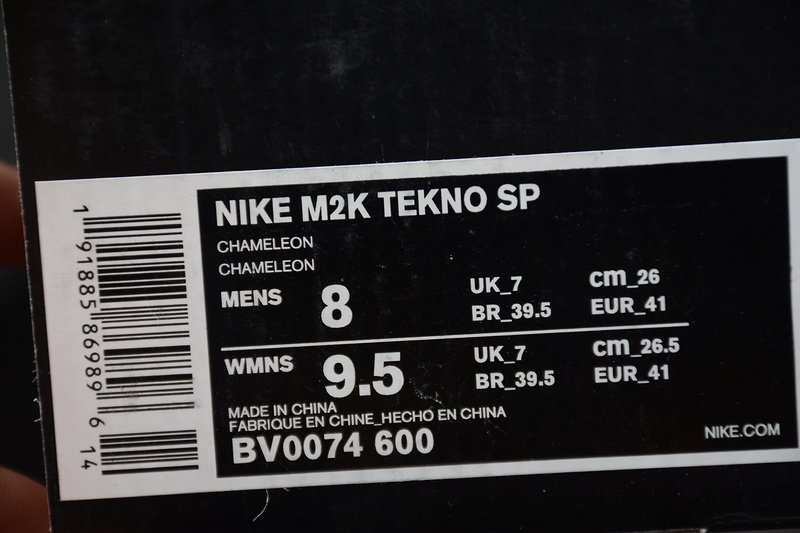 1 91885 86989 6 14
NIKE M2K TEKNO SP
CHAMELEON
CHAMELEON
MENS 8 UK_7 cm_26
BR_39.5 EUR_41
WMNS 9.5 UK_7 cm_26.5
BR_39.5 EUR_41
MADE IN CHINA
FABRIQUE EN CHINE_HECHO EN CHINA
BV0074 600
NIKE.COM